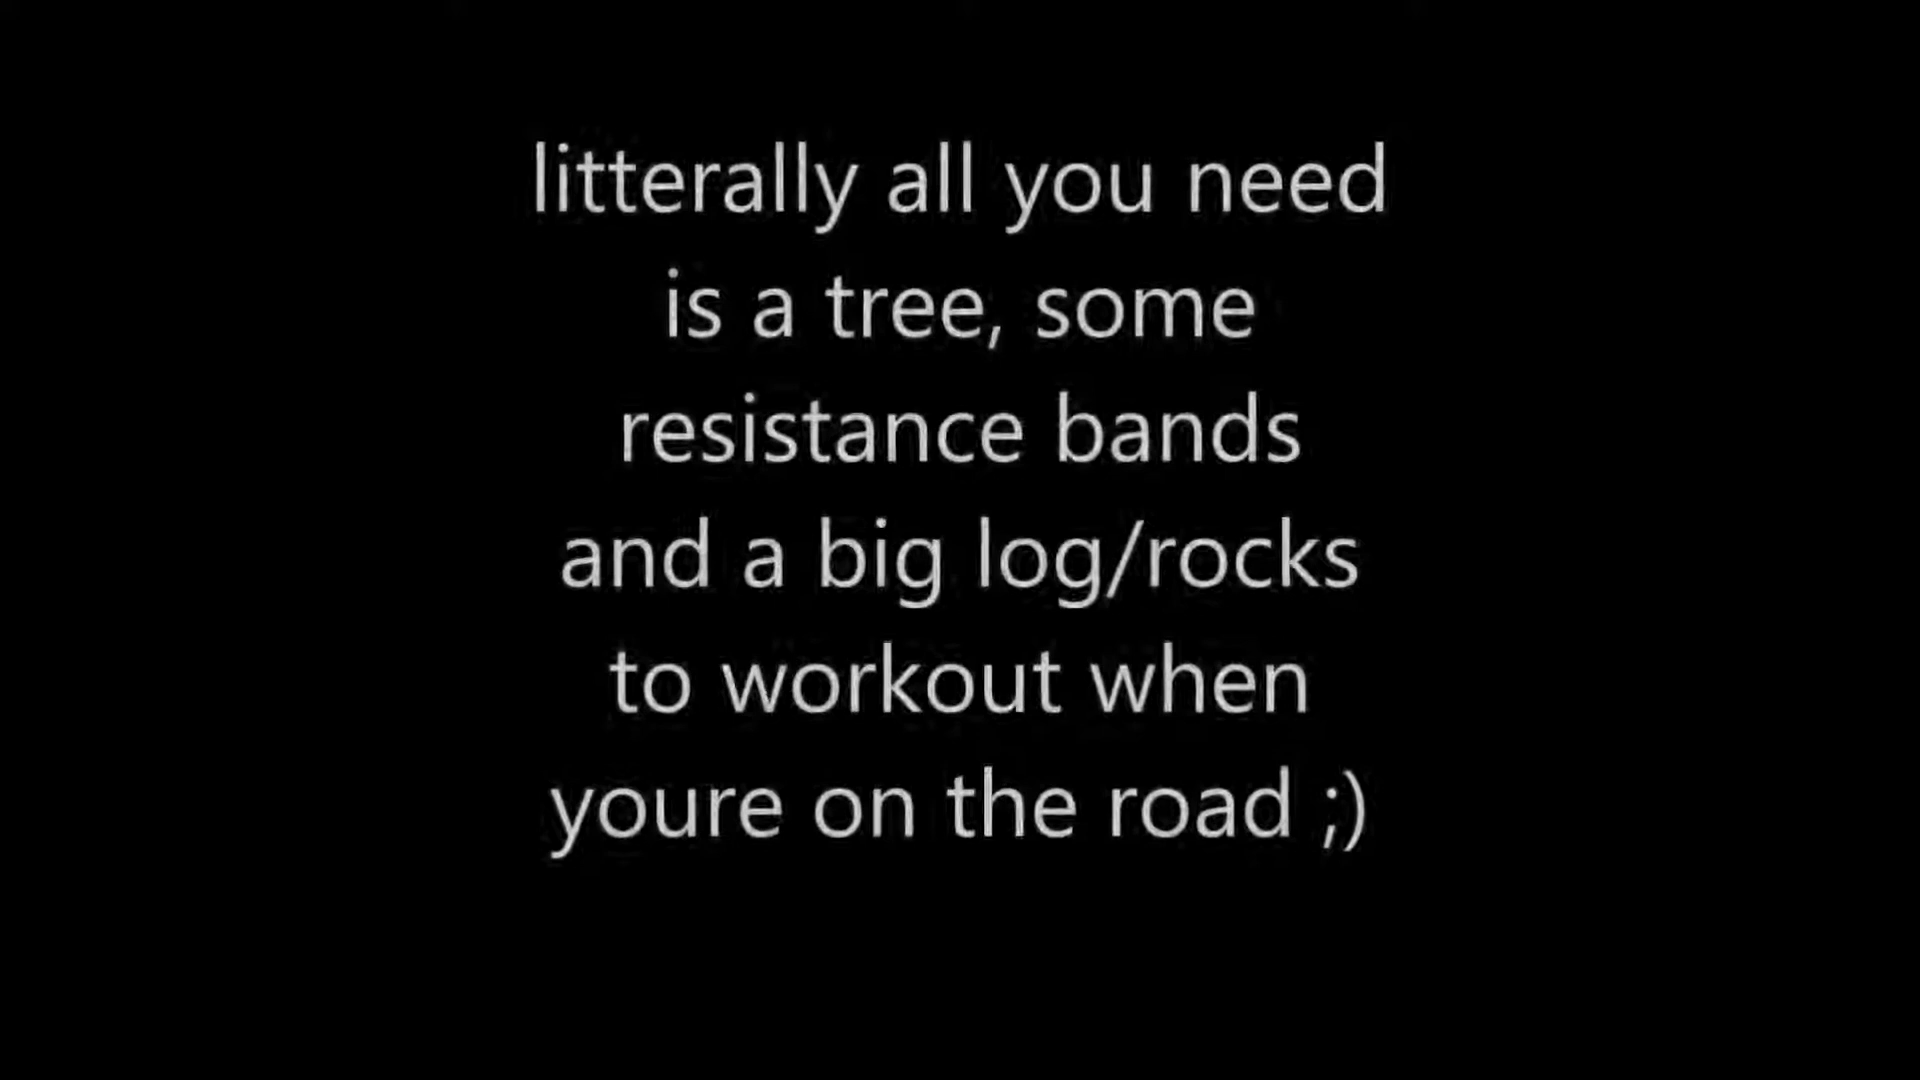 litterally all you need
is a tree, some
resistance bands
and a big log/rocks
to workout when
youre on the road ;)